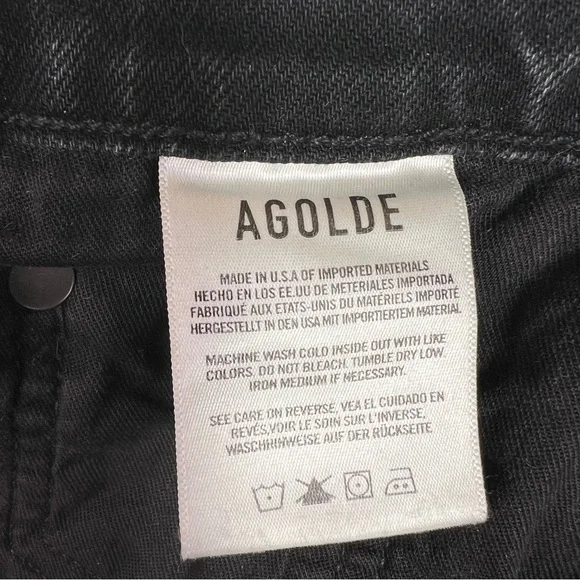 AGOLDE
MADE IN U.S.A OF IMPORTED MATERIALS
HECHO EN LOS EE.UU DE METERIALES IMPORTADA
FABRIQUÉ AUX ETATS-UNIS DU MATÉRIELS IMPORTÉ
HERGESTELLT IN DEN USA MIT IMPORTIERTEM MATERIAL
MACHINE WASH COLD INSIDE OUT WITH LIKE
COLORS. DO NOT BLEACH. TUMBLE DRY LOW.
IRON MEDIUM IF NECESSARY.
SEE CARE ON REVERSE, VEA EL CUIDADO EN
REVÉS,VOIR LE SOIN SUR L'INVERSE,
WASCHHINWEISE AUF DER RÜCKSEITE